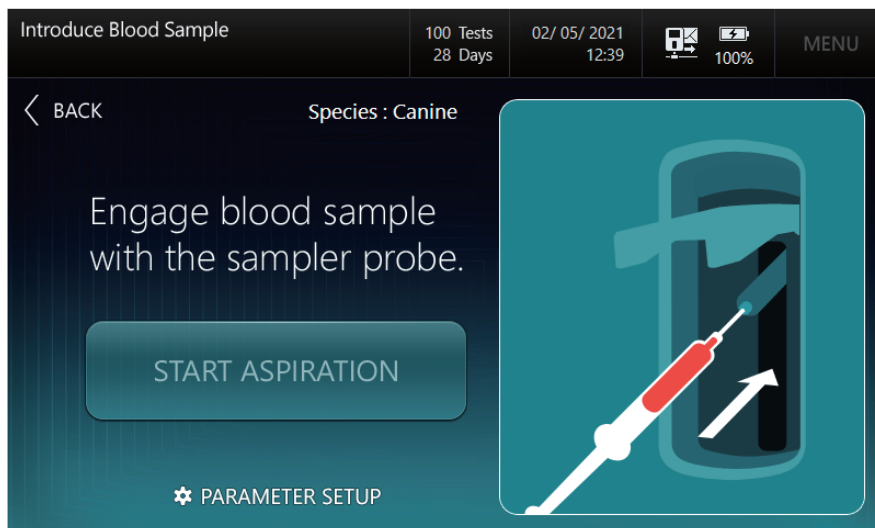 Introduce Blood Sample
100 Tests
28 Days
02/ 05/ 2021
12:39
100%
MENU
BACK
Species : Canine
Engage blood sample
with the sampler probe.
START ASPIRATION
PARAMETER SETUP